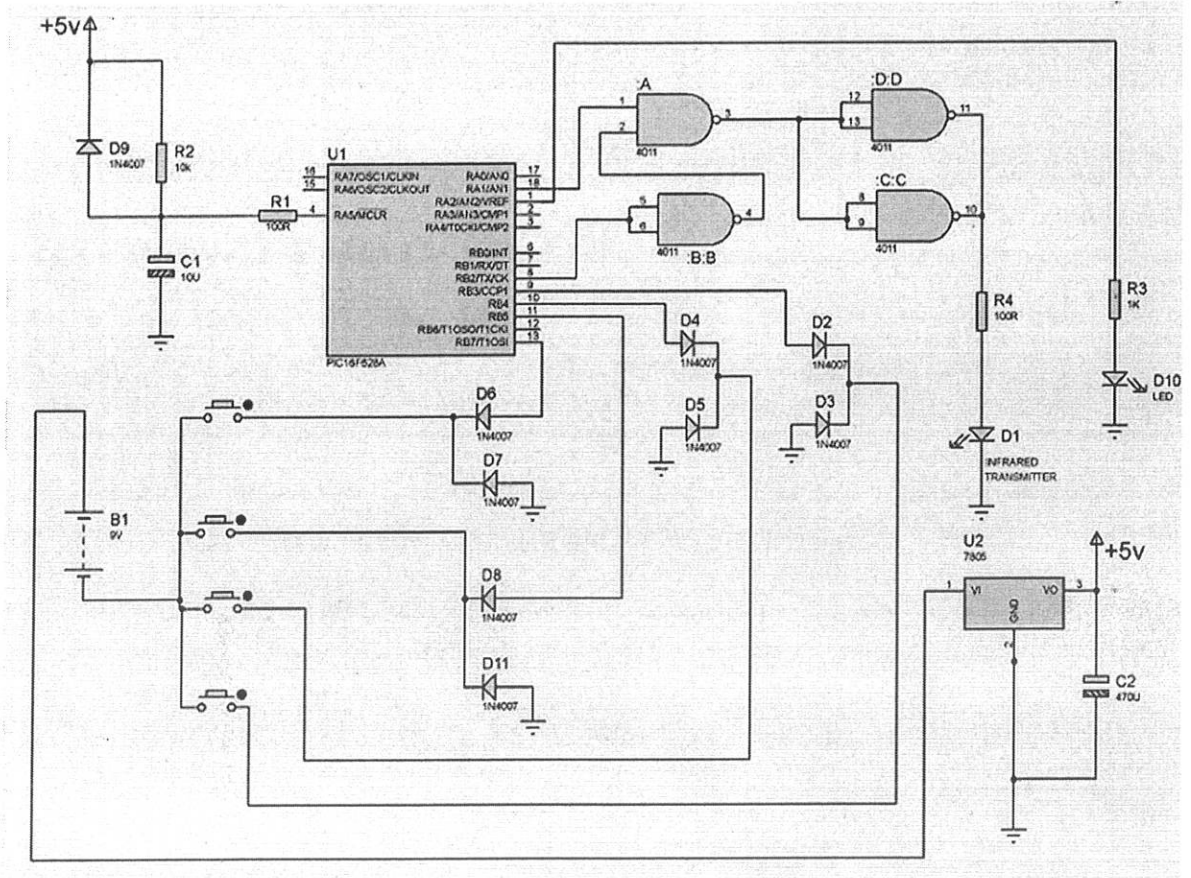 +5v
D9
1N4007
R2
10k
R1
100R
C1
10U
U1
16 RA7/OSC1/CLKIN
15 RA6/OSC2/CLKOUT
4 RA5/MCLR
RA0/AN0 17
RA1/AN1 18
RA2/AN2/VREF 1
RA3/AN3/CMP1 2
RA4/T0CKI/CMP2 3
RB0/INT 6
RB1/RX/DT 7
RB2/TX/CK 8
RB3/CCP1 9
RB4 10
RB5 11
RB6/T1OSO/T1CKI 12
RB7/T1OSI 13
PIC16F628A
:A
1
2
3
4011
:D:D
12
13
11
4011
:B:B
5
6
4
4011
:C:C
8
9
10
4011
R4
100R
R3
1K
D10
LED
D1
INFRARED
TRANSMITTER
D4
1N4007
D2
1N4007
D5
1N4007
D3
1N4007
D6
1N4007
D7
1N4007
D8
1N4007
D11
1N4007
B1
9V
U2
7805
1
VI
VO
3
GND
2
+5v
C2
470U